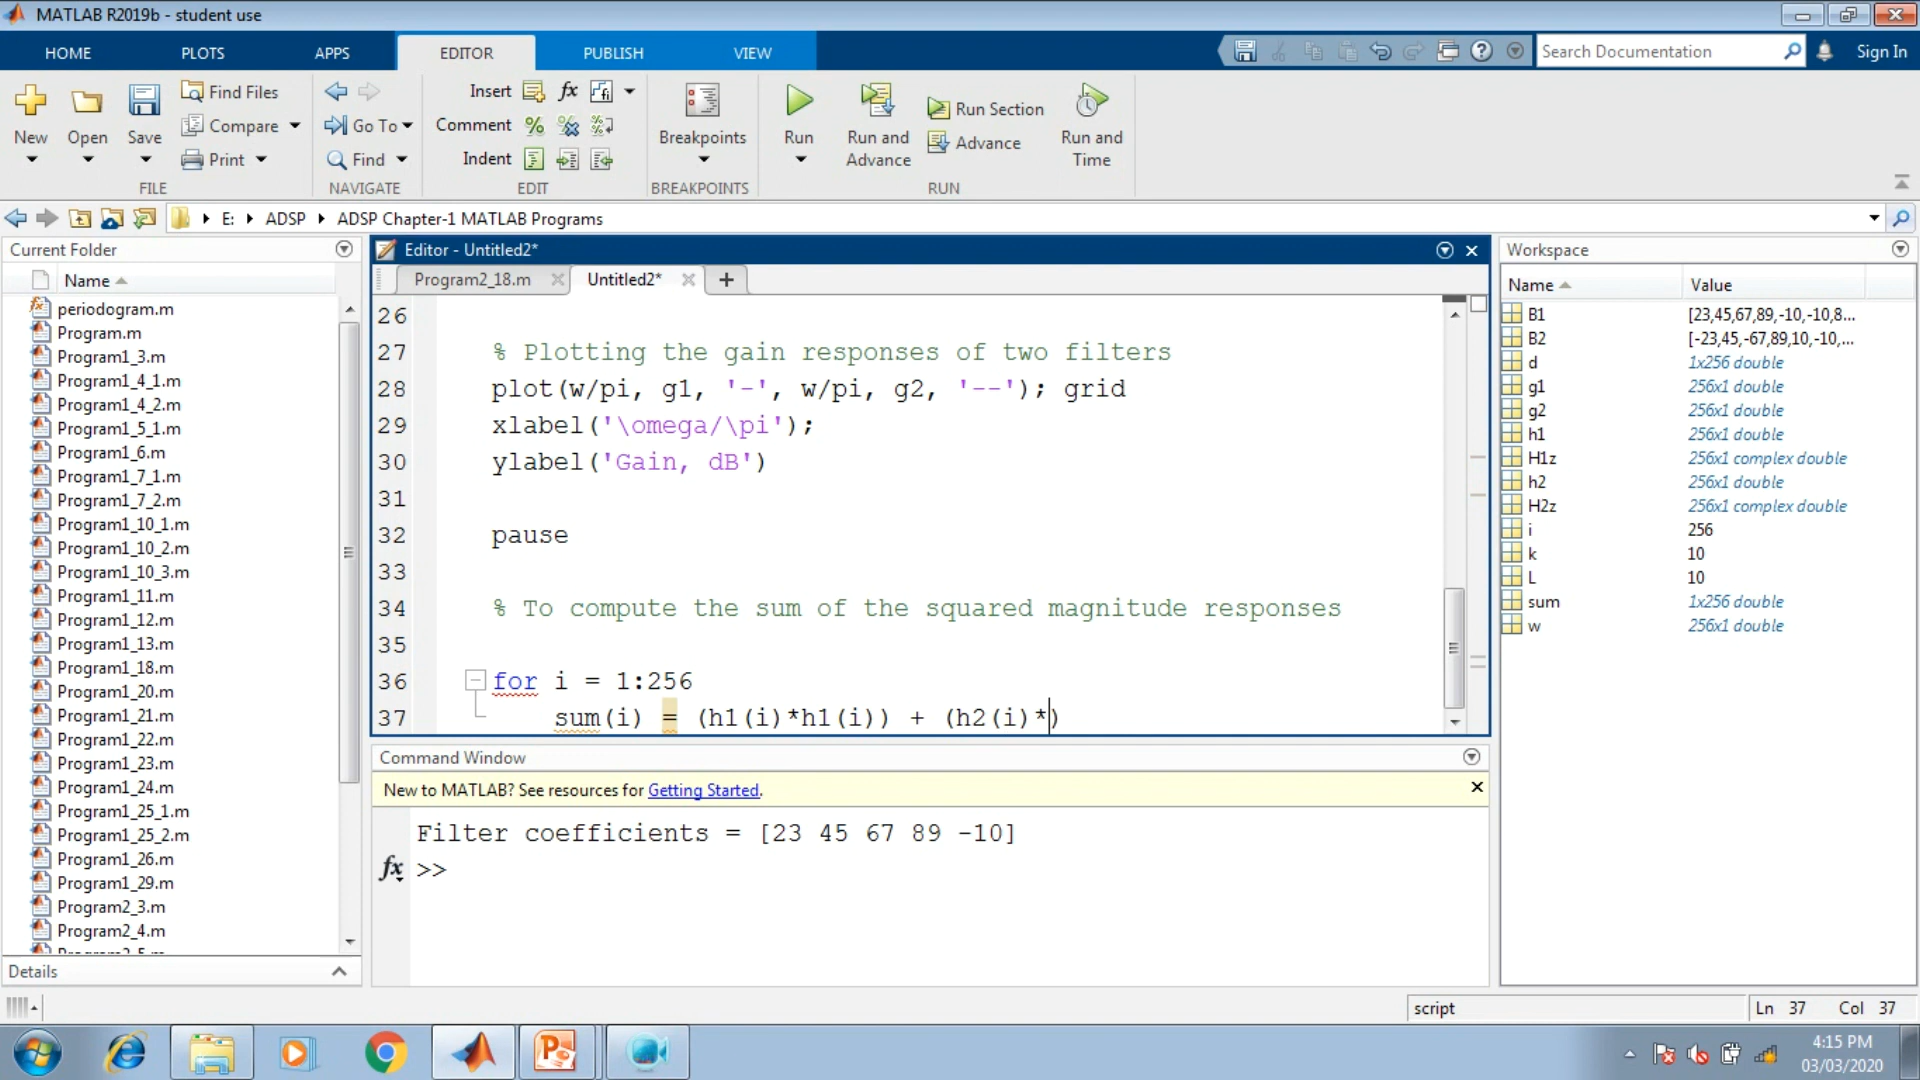 MATLAB R2019b - student use
HOME PLOTS APPS EDITOR PUBLISH VIEW Search Documentation Sign In
New Open Save Find Files Compare Print FILE
Go To Find NAVIGATE
Insert fx Comment Indent EDIT
Breakpoints BREAKPOINTS
Run Run and Advance Run Section Advance Run and Time RUN
E: ADSP ADSP Chapter-1 MATLAB Programs
Current Folder
Name
periodogram.m
Program.m
Program1_3.m
Program1_4_1.m
Program1_4_2.m
Program1_5_1.m
Program1_6.m
Program1_7_1.m
Program1_7_2.m
Program1_10_1.m
Program1_10_2.m
Program1_10_3.m
Program1_11.m
Program1_12.m
Program1_13.m
Program1_18.m
Program1_20.m
Program1_21.m
Program1_22.m
Program1_23.m
Program1_24.m
Program1_25_1.m
Program1_25_2.m
Program1_26.m
Program1_29.m
Program2_3.m
Program2_4.m
Details
Editor - Untitled2*
Program2_18.m Untitled2* +
26
27 % Plotting the gain responses of two filters
28 plot(w/pi, g1, '-', w/pi, g2, '--'); grid
29 xlabel('\omega/\pi');
30 ylabel('Gain, dB')
31
32 pause
33
34 % To compute the sum of the squared magnitude responses
35
36 for i = 1:256
37 sum(i) = (h1(i)*h1(i)) + (h2(i)*)
Command Window
New to MATLAB? See resources for Getting Started.
Filter coefficients = [23 45 67 89 -10]
fx >>
Workspace
Name Value
B1 [23,45,67,89,-10,-10,8...
B2 [-23,45,-67,89,10,-10,...
d 1x256 double
g1 256x1 double
g2 256x1 double
h1 256x1 double
H1z 256x1 complex double
h2 256x1 double
H2z 256x1 complex double
i 256
k 10
L 10
sum 1x256 double
w 256x1 double
script Ln 37 Col 37
4:15 PM
03/03/2020